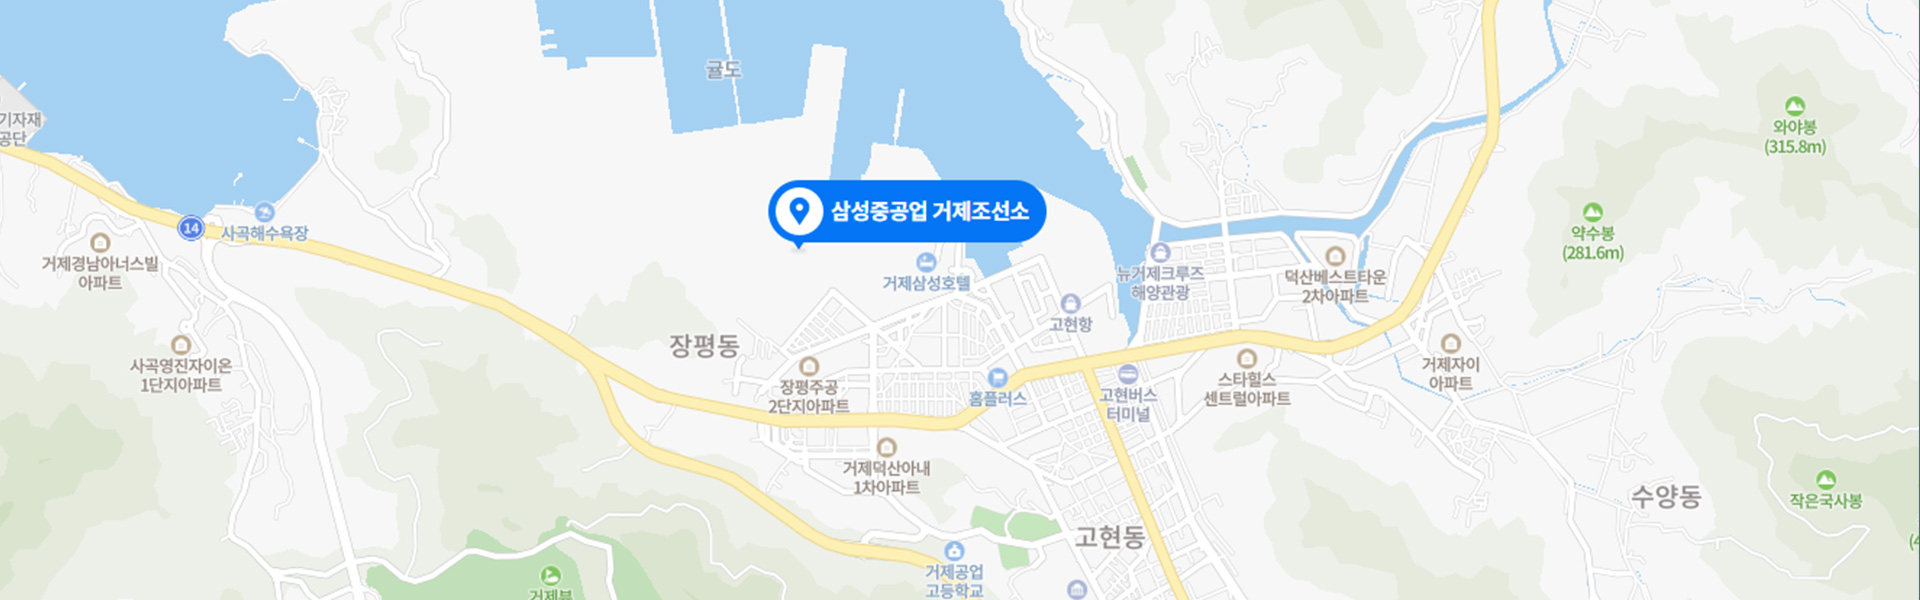 귤도
기자재
공단
와야봉
(315.8m)
삼성중공업 거제조선소
14
사곡해수욕장
약수봉
(281.6m)
거제경남아너스빌
아파트
거제삼성호텔
뉴거제크루즈
해양관광
덕산베스트타운
2차아파트
고현항
장평동
사곡영진자이온
1단지아파트
장평주공
2단지아파트
홈플러스
고현버스
터미널
스타힐스
센트럴아파트
거제자이
아파트
거제덕산아내
1차아파트
수양동
작은국사봉
고현동
거제공업
고등학교